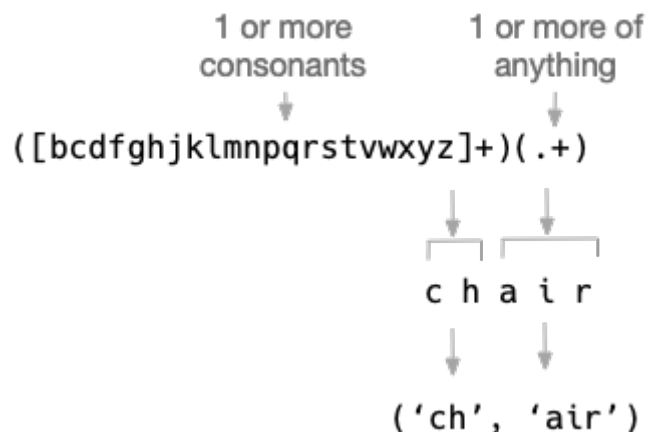 1 or more
consonants
1 or more of
anything
([bcdfghjklmnpqrstvwxyz]+)(.+)
c h a i r
(‘ch’, ‘air’)